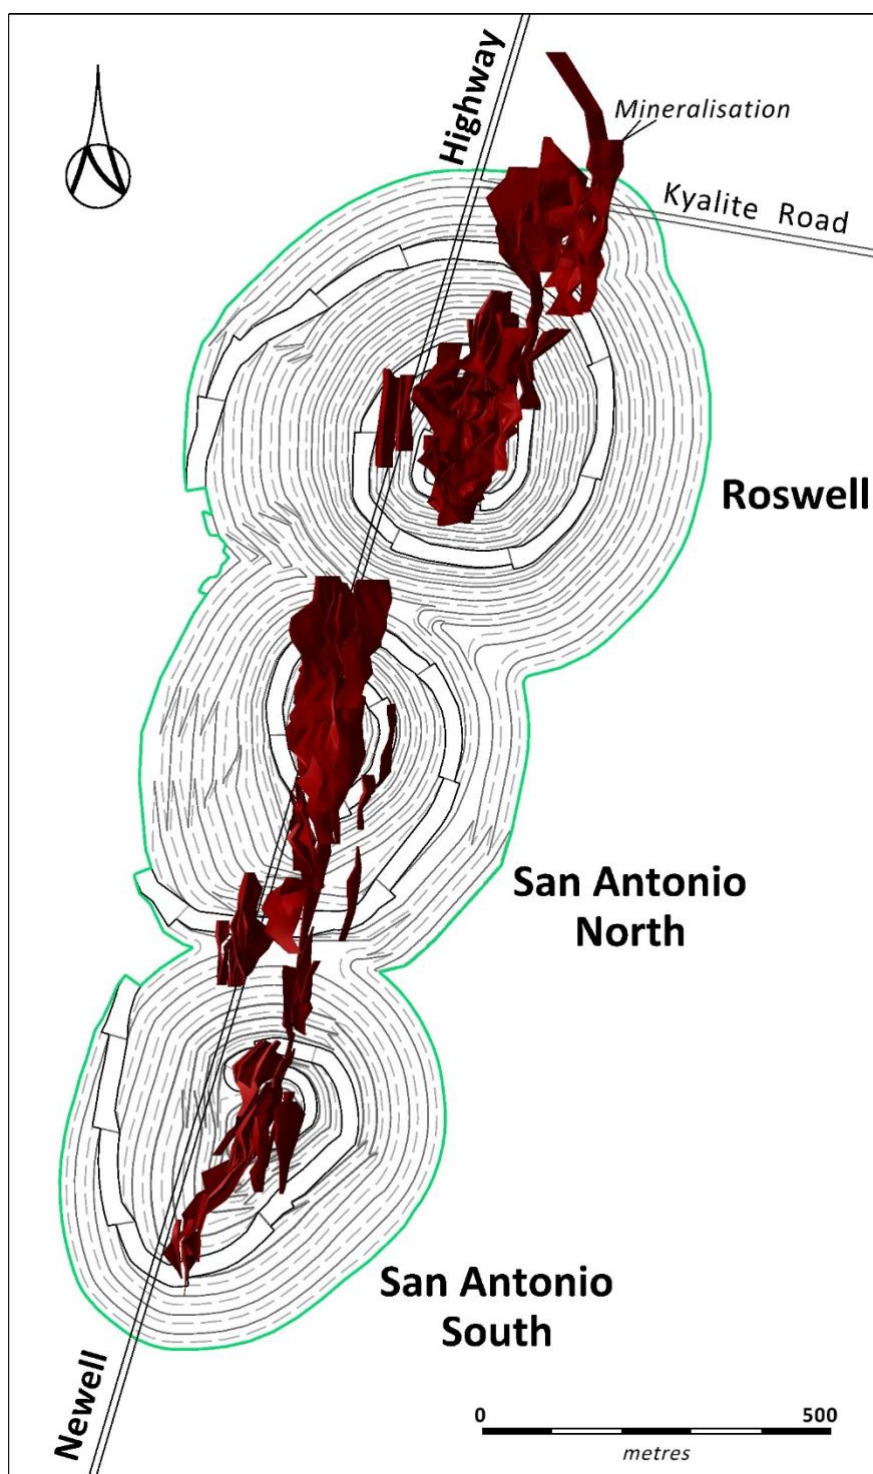 Highway
Mineralisation
Kyalite Road
Roswell
San Antonio
North
San Antonio
South
Newell
0 500
metres